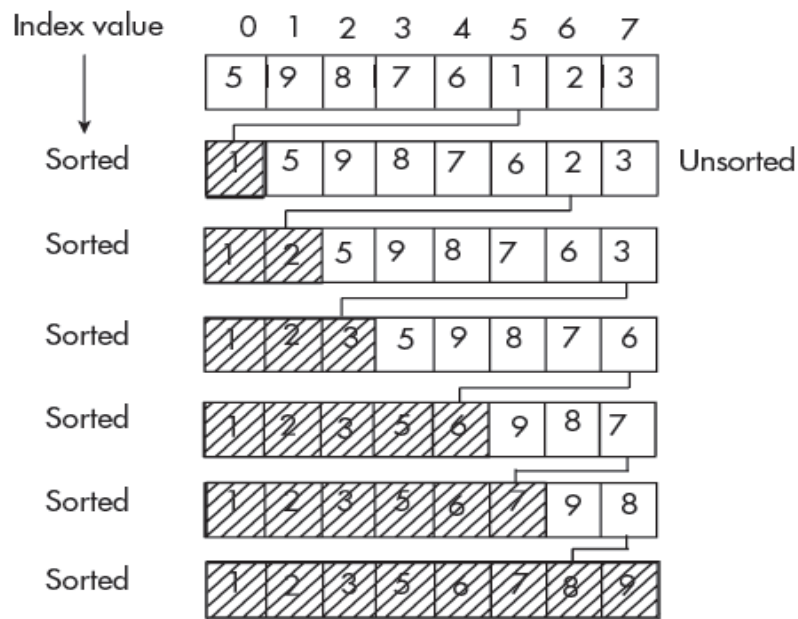 Index value 0 1 2 3 4 5 6 7
5 9 8 7 6 1 2 3
Sorted 1 5 9 8 7 6 2 3 Unsorted
Sorted 1 2 5 9 8 7 6 3
Sorted 1 2 3 5 9 8 7 6
Sorted 1 2 3 5 6 9 8 7
Sorted 1 2 3 5 6 7 9 8
Sorted 1 2 3 5 6 7 8 9